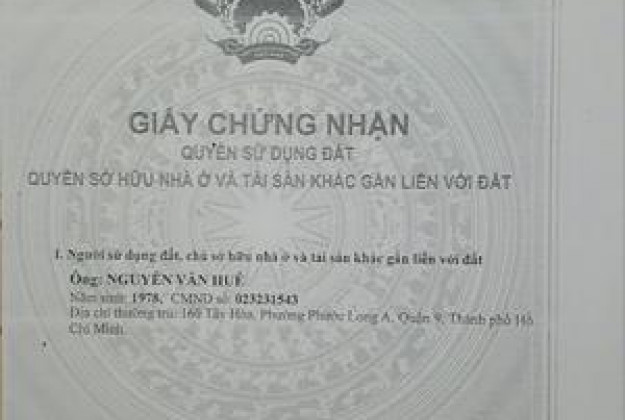 GIẤY CHỨNG NHẬN
QUYỀN SỬ DỤNG ĐẤT
QUYỀN SỞ HỮU NHÀ Ở VÀ TÀI SẢN KHÁC GẮN LIỀN VỚI ĐẤT
I. Người sử dụng đất, chủ sở hữu nhà ở và tài sản khác gắn liền với đất
Ông: NGUYỄN VĂN HUẾ
Năm sinh: 1978, CMND số: 023231543
Địa chỉ thường trú: 160 Tây Hòa, Phường Phước Long A, Quận 9, Thành phố Hồ
Chí Minh.